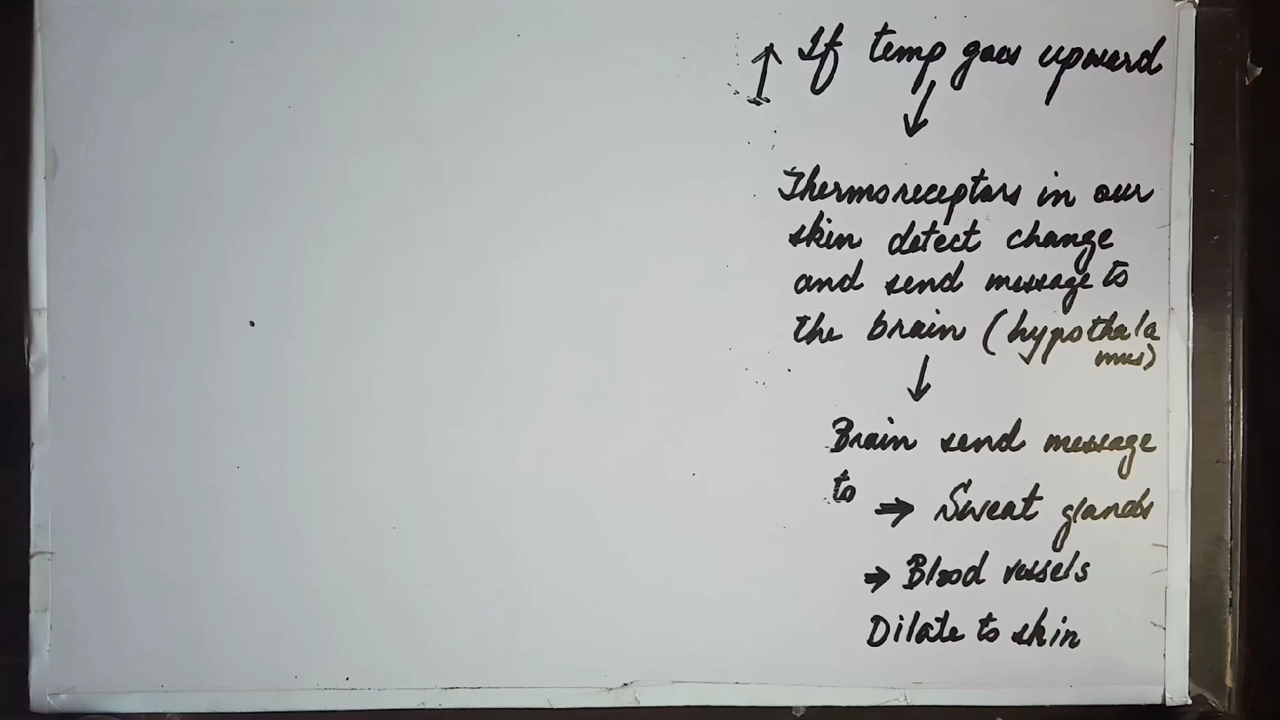 ↑ If temp goes upward
↓
Thermoreceptors in our
skin detect change
and send message to
the brain (hypothala
mus)
↓
Brain send message
to ⇒ Sweat glands
⇒ Blood vessels
Dilate to skin